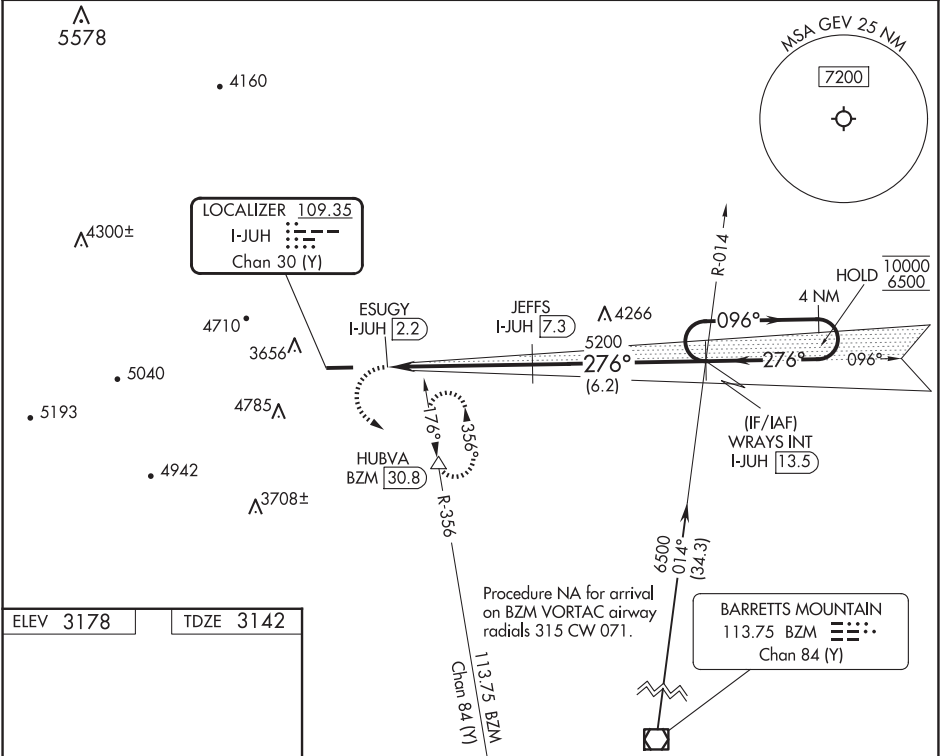 5578
4160
MSA GEV 25 NM
7200
LOCALIZER 109.35
I-JUH
Chan 30 (Y)
4300±
R-014
HOLD
10000
6500
4 NM
ESUGY
I-JUH 2.2
JEFFS
I-JUH 7.3
4266
096°
4710
3656
5200
276°
276°
096°
(6.2)
5040
5193
4785
176°
356°
(IF/IAF)
WRAYS INT
I-JUH 13.5
HUBVA
BZM 30.8
4942
3708±
R-356
6500
014°
(34.3)
Procedure NA for arrival
on BZM VORTAC airway
radials 315 CW 071.
BARRETTS MOUNTAIN
113.75 BZM
Chan 84 (Y)
ELEV 3178
TDZE 3142
113.75 BZM
Chan 84 (Y)